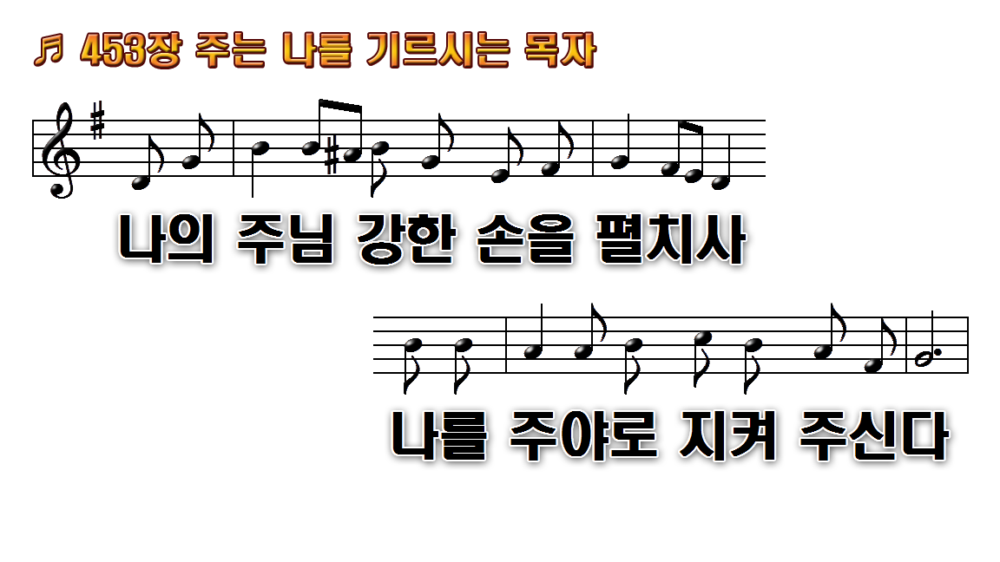 ♬ 453장 주는 나를 기르시는 목자
나의 주님 강한 손을 펼치사
나를 주야로 지켜 주신다